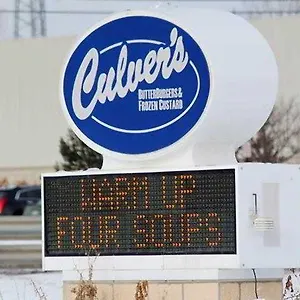 Culver's
BUTTERBURGERS &
FROZEN CUSTARD
WARM UP
FOUR SOUPS